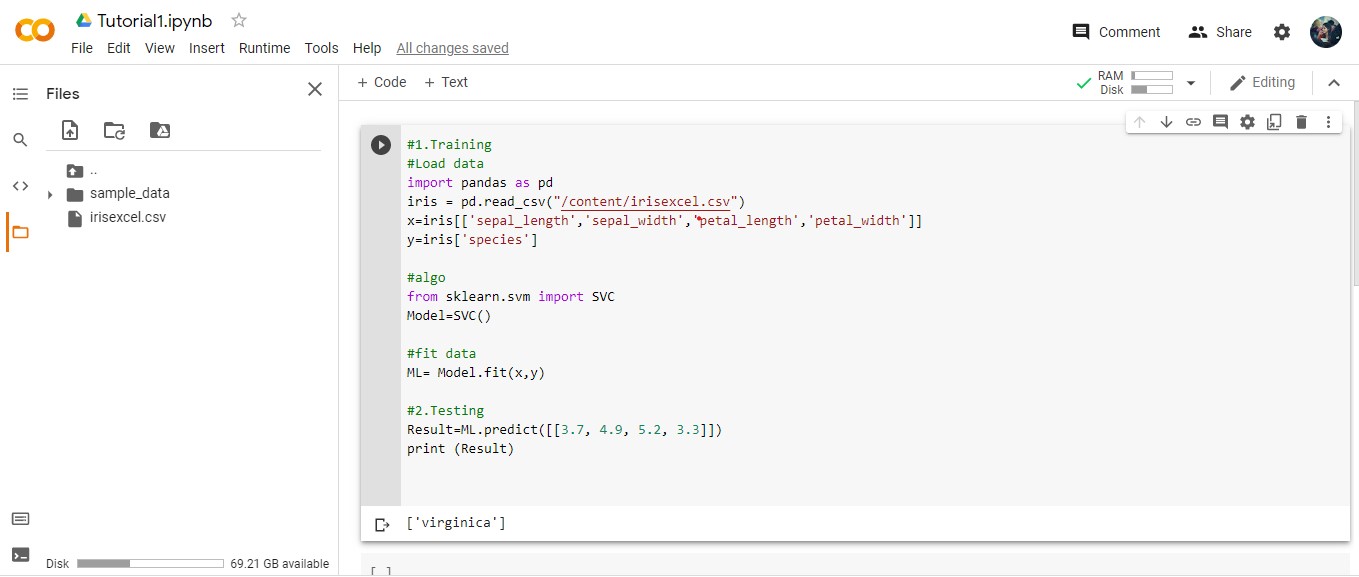 Tutorial1.ipynb
File Edit View Insert Runtime Tools Help All changes saved
Comment Share
Files
+ Code + Text
RAM
Disk
Editing
..
sample_data
irisexcel.csv
#1.Training
#Load data
import pandas as pd
iris = pd.read_csv("/content/irisexcel.csv")
x=iris[['sepal_length','sepal_width','petal_length','petal_width']]
y=iris['species']
#algo
from sklearn.svm import SVC
Model=SVC()
#fit data
ML= Model.fit(x,y)
#2.Testing
Result=ML.predict([[3.7, 4.9, 5.2, 3.3]])
print (Result)
['virginica']
[ ]
Disk 69.21 GB available